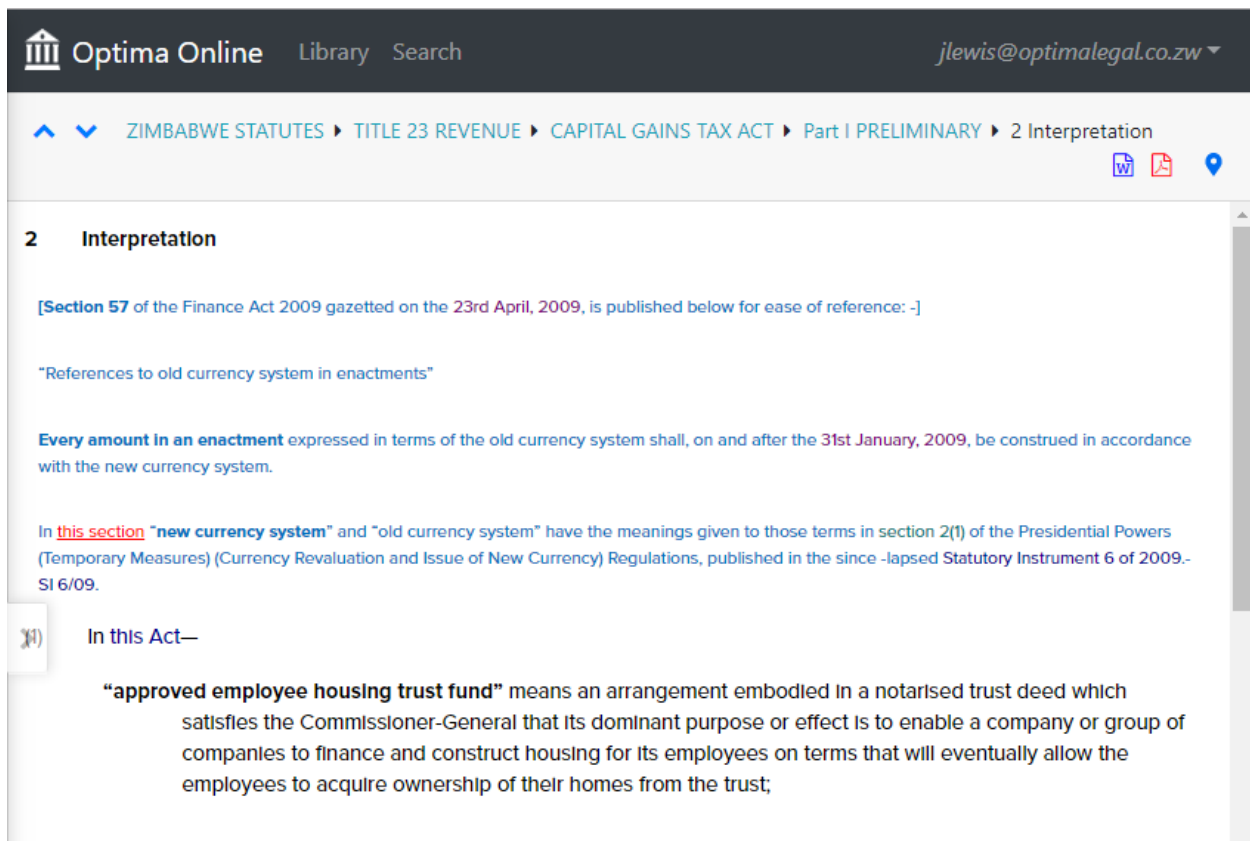 Optima Online Library Search jlewis@optimalegal.co.zw
ZIMBABWE STATUTES TITLE 23 REVENUE CAPITAL GAINS TAX ACT Part I PRELIMINARY 2 Interpretation
2 Interpretation
[Section 57 of the Finance Act 2009 gazetted on the 23rd April, 2009, is published below for ease of reference: -]
“References to old currency system in enactments”
Every amount in an enactment expressed in terms of the old currency system shall, on and after the 31st January, 2009, be construed in accordance
with the new currency system.
In this section “new currency system” and “old currency system” have the meanings given to those terms in section 2(1) of the Presidential Powers
(Temporary Measures) (Currency Revaluation and Issue of New Currency) Regulations, published in the since -lapsed Statutory Instrument 6 of 2009.-
SI 6/09.
In this Act—
“approved employee housing trust fund” means an arrangement embodied in a notarised trust deed which
satisfies the Commissioner-General that its dominant purpose or effect is to enable a company or group of
companies to finance and construct housing for its employees on terms that will eventually allow the
employees to acquire ownership of their homes from the trust;